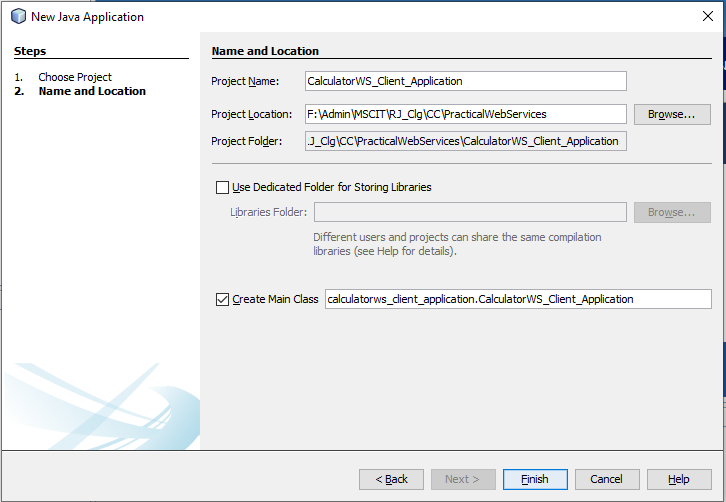 New Java Application
Steps
1. Choose Project
2. Name and Location
Name and Location
Project Name: CalculatorWS_Client_Application
Project Location: F:\Admin\MSCIT\RJ_Clg\CC\PracticalWebServices Browse...
Project Folder: .J_Clg\CC\PracticalWebServices\CalculatorWS_Client_Application
Use Dedicated Folder for Storing Libraries
Libraries Folder: Browse...
Different users and projects can share the same compilation
libraries (see Help for details).
Create Main Class calculatorws_client_application.CalculatorWS_Client_Application
< Back Next > Finish Cancel Help